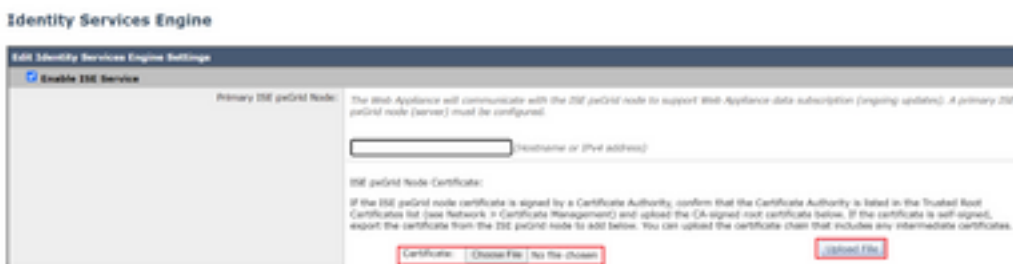 Identity Services Engine
Edit Identity Services Engine Settings
Enable ISE Service
Primary ISE pxGrid Node:
The Web Appliance will communicate with the ISE pxGrid node to support Web Appliance data subscription (ongoing updates). A primary ISE
pxGrid node (server) must be configured.
(Hostname or IPv4 address)
ISE pxGrid Node Certificate:
If the ISE pxGrid node certificate is signed by a Certificate Authority, confirm that the Certificate Authority is listed in the Trusted Root
Certificates list (see Network > Certificate Management) and upload the CA-signed root certificate below. If the certificate is self-signed,
export the certificate from the ISE pxGrid node to add below. You can upload the certificate chain that includes any intermediate certificates.
Certificate: Choose File No file chosen Upload File